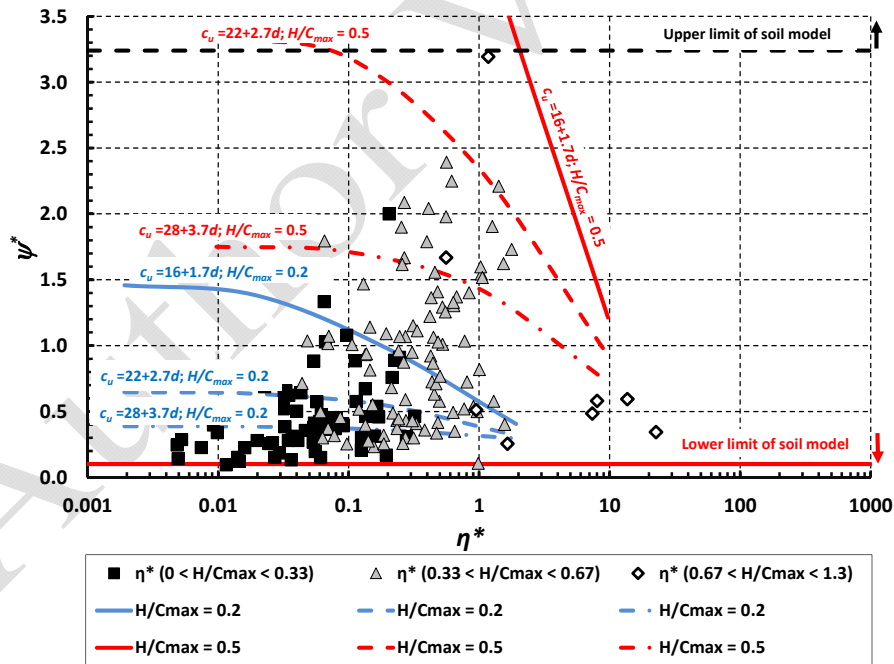 Author V
3.5
3.0
2.5
2.0
1.5
1.0
0.5
0.0
ψ*
c_u =22+2.7d; H/C_max = 0.5
Upper limit of soil model
c_u =16+1.7d; H/C_max = 0.5
c_u =28+3.7d; H/C_max = 0.5
c_u =16+1.7d; H/C_max = 0.2
c_u =22+2.7d; H/C_max = 0.2
c_u =28+3.7d; H/C_max = 0.2
Lower limit of soil model
0.001 0.01 0.1 1 10 100 1000
η*
η* (0 < H/Cmax < 0.33) η* (0.33 < H/Cmax < 0.67) η* (0.67 < H/Cmax < 1.3)
H/Cmax = 0.2 H/Cmax = 0.2 H/Cmax = 0.2
H/Cmax = 0.5 H/Cmax = 0.5 H/Cmax = 0.5